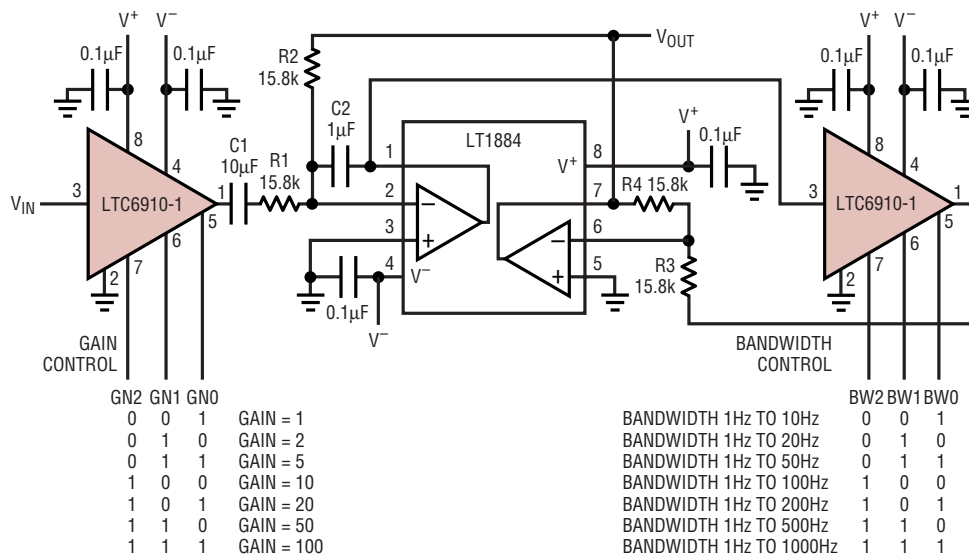 V+ V−
0.1µF 0.1µF
8
4
3 1
VIN LTC6910-1
5
6
2 7
C1
10µF
R1
15.8k
R2
15.8k
C2
1µF
VOUT
LT1884
1
2
3
4
V−
0.1µF
V−
V+
8
V+
0.1µF
7
R4 15.8k
6
5
R3
15.8k
V+ V−
0.1µF 0.1µF
8
4
3 1
LTC6910-1
5
6
2 7
GAIN
CONTROL
BANDWIDTH
CONTROL
GN2 GN1 GN0 BW2 BW1 BW0
0 0 1 GAIN = 1 BANDWIDTH 1Hz TO 10Hz 0 0 1
0 1 0 GAIN = 2 BANDWIDTH 1Hz TO 20Hz 0 1 0
0 1 1 GAIN = 5 BANDWIDTH 1Hz TO 50Hz 0 1 1
1 0 0 GAIN = 10 BANDWIDTH 1Hz TO 100Hz 1 0 0
1 0 1 GAIN = 20 BANDWIDTH 1Hz TO 200Hz 1 0 1
1 1 0 GAIN = 50 BANDWIDTH 1Hz TO 500Hz 1 1 0
1 1 1 GAIN = 100 BANDWIDTH 1Hz TO 1000Hz 1 1 1